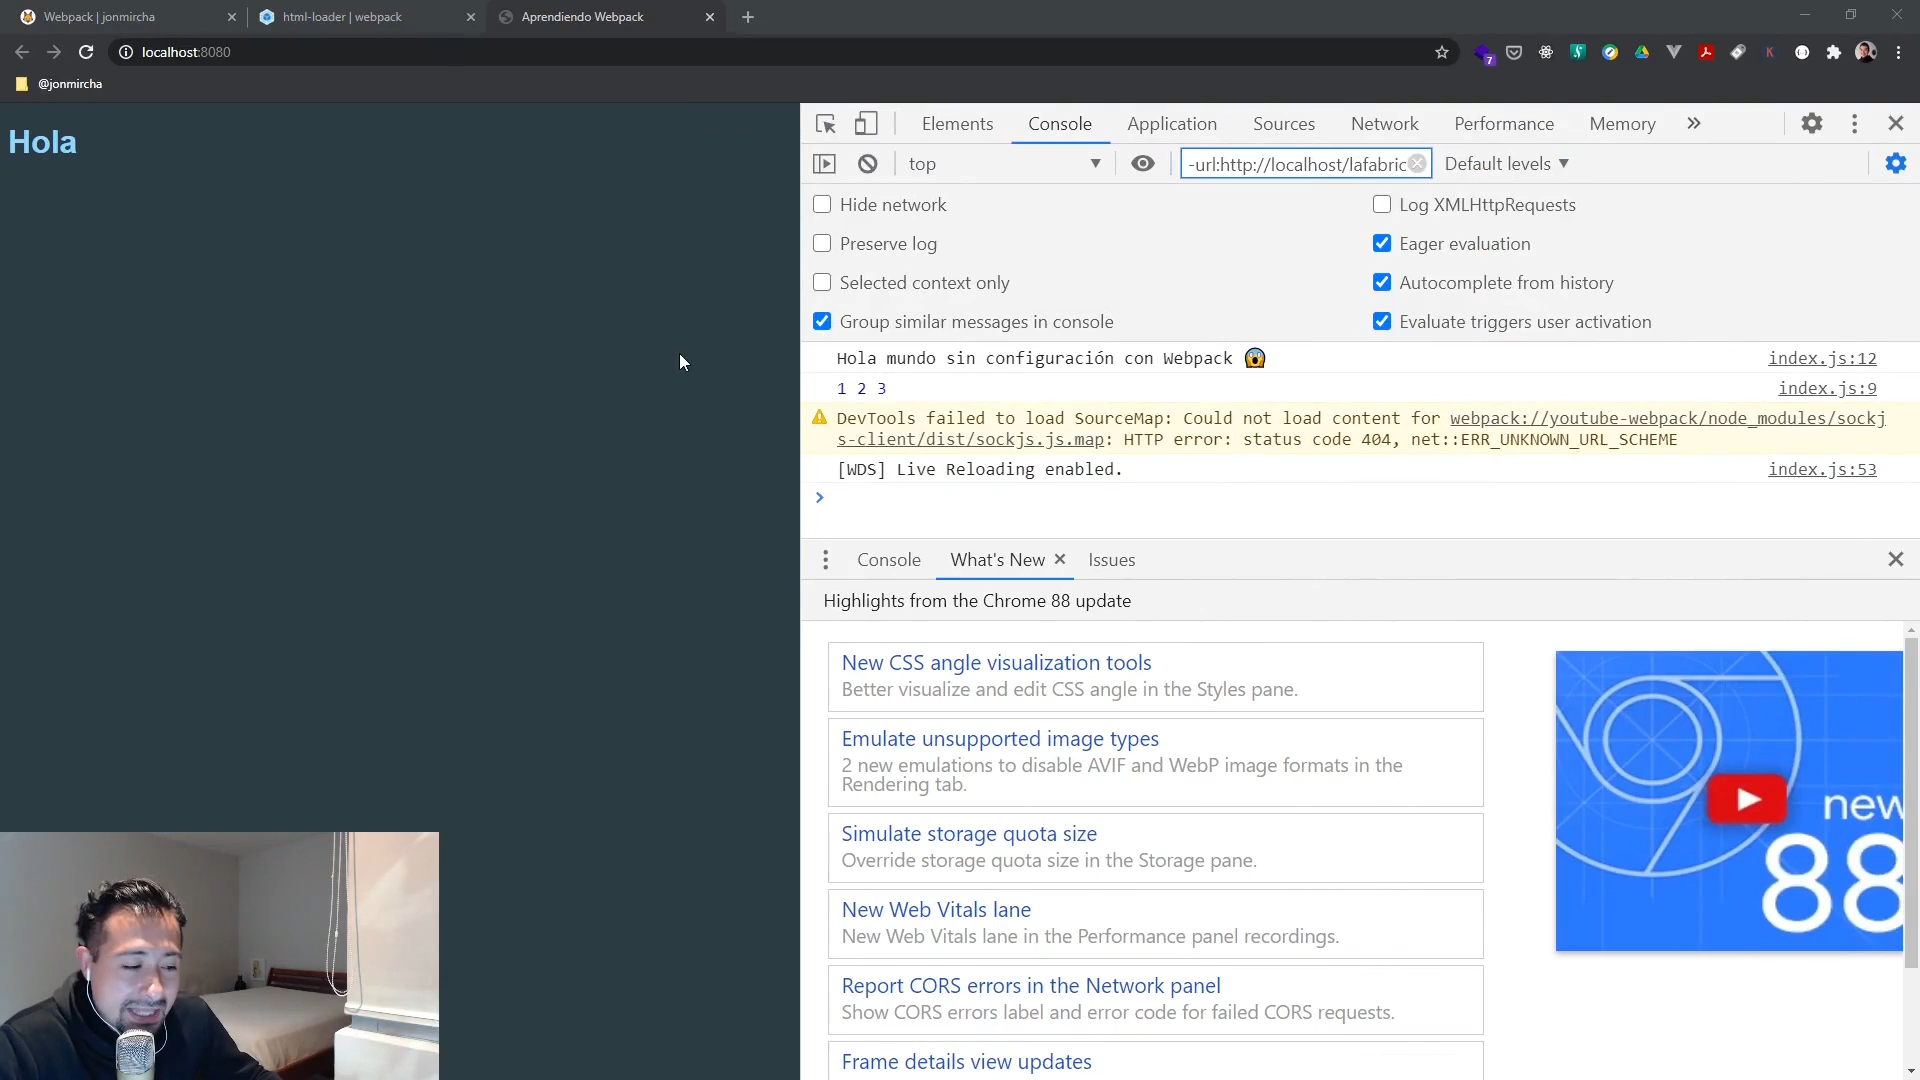 Webpack | jonmircha
html-loader | webpack
Aprendiendo Webpack
localhost:8080
7
K
@jonmircha
Hola
Elements
Console
Application
Sources
Network
Performance
Memory
top
-url:http://localhost/lafabric
Default levels
Hide network
Log XMLHttpRequests
Preserve log
Eager evaluation
Selected context only
Autocomplete from history
Group similar messages in console
Evaluate triggers user activation
Hola mundo sin configuración con Webpack 😱 index.js:12
1 2 3 index.js:9
DevTools failed to load SourceMap: Could not load content for webpack://youtube-webpack/node_modules/sockj
s-client/dist/sockjs.js.map: HTTP error: status code 404, net::ERR_UNKNOWN_URL_SCHEME
[WDS] Live Reloading enabled. index.js:53
Console
What's New
Issues
Highlights from the Chrome 88 update
New CSS angle visualization tools
Better visualize and edit CSS angle in the Styles pane.
Emulate unsupported image types
2 new emulations to disable AVIF and WebP image formats in the
Rendering tab.
Simulate storage quota size
Override storage quota size in the Storage pane.
New Web Vitals lane
New Web Vitals lane in the Performance panel recordings.
Report CORS errors in the Network panel
Show CORS errors label and error code for failed CORS requests.
Frame details view updates
new
88